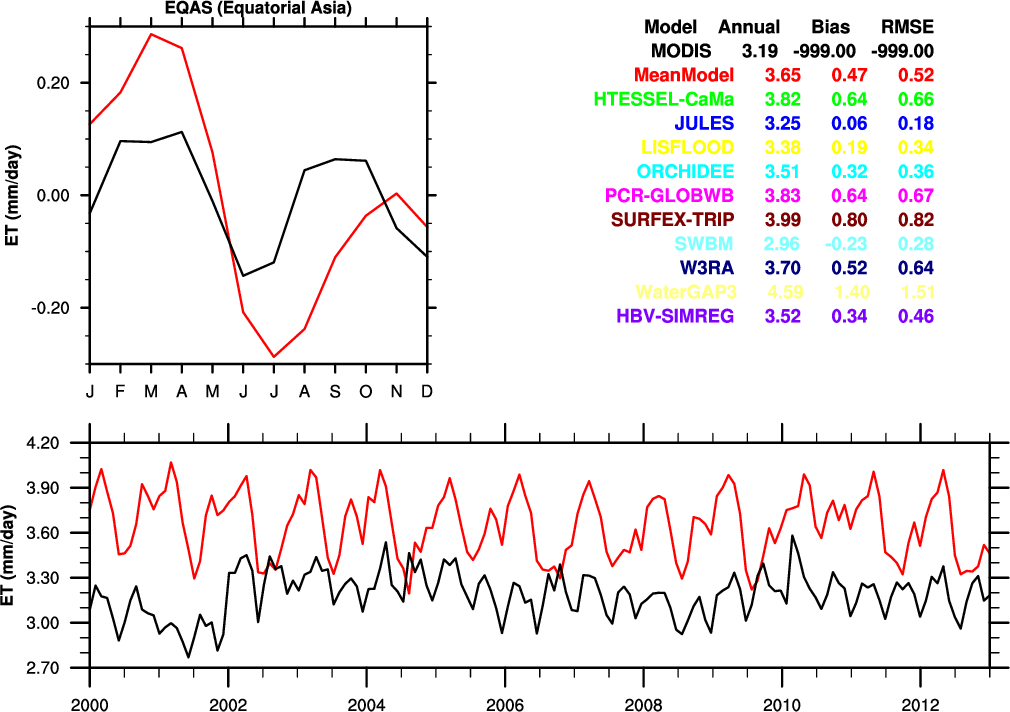 EQAS (Equatorial Asia)
Model Annual Bias RMSE
MODIS 3.19 -999.00 -999.00
MeanModel 3.65 0.47 0.52
HTESSEL-CaMa 3.82 0.64 0.66
JULES 3.25 0.06 0.18
LISFLOOD 3.38 0.19 0.34
ORCHIDEE 3.51 0.32 0.36
PCR-GLOBWB 3.83 0.64 0.67
SURFEX-TRIP 3.99 0.80 0.82
SWBM 2.96 -0.23 0.28
W3RA 3.70 0.52 0.64
WaterGAP3 4.59 1.40 1.51
HBV-SIMREG 3.52 0.34 0.46
ET (mm/day)
0.20
0.00
-0.20
J F M A M J J A S O N D
ET (mm/day)
4.20
3.90
3.60
3.30
3.00
2.70
2000 2002 2004 2006 2008 2010 2012